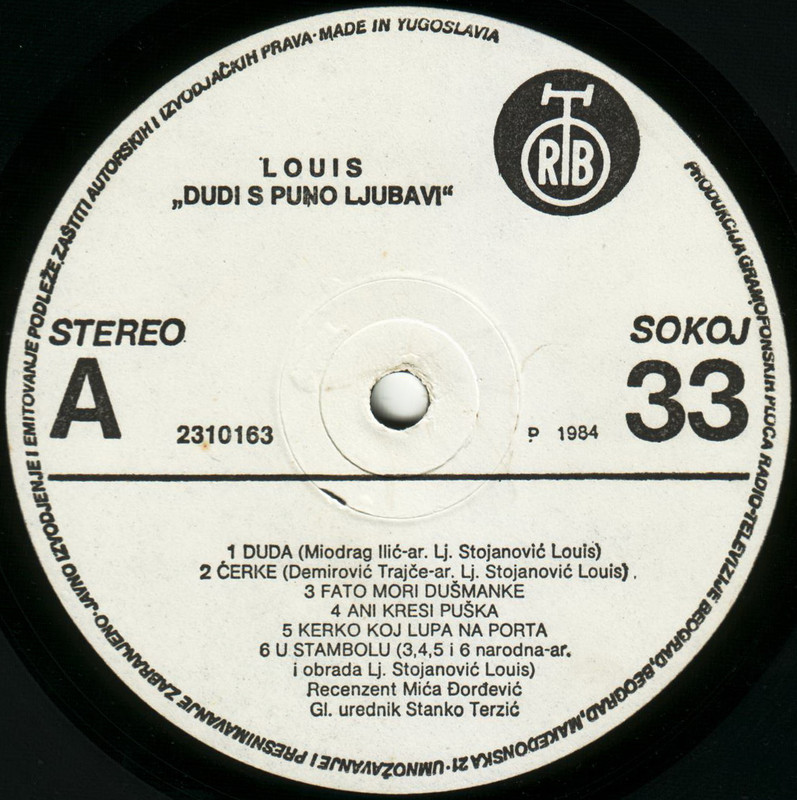 PRODUKCIJA GRAMOFONSKIH PLOČA RADIO-TELEVIZIJE BEOGRAD, BEOGRAD, MAKEDONSKA 21 · UMNOŽAVANJE I PRESNIMAVANJE ZABRANJENO · JAVNO IZVODJENJE I EMITOVANJE PODLEŽE ZAŠTITI AUTORSKIH I IZVODJAČKIH PRAVA · MADE IN YUGOSLAVIA
RTB
LOUIS
„DUDI S PUNO LJUBAVI“
STEREO
SOKOJ
A
33
2310163
P 1984
1 DUDA (Miodrag Ilić-ar. Lj. Stojanović Louis)
2 ĆERKE (Demirović Trajče-ar. Lj. Stojanović Louis).
3 FATO MORI DUŠMANKE
4 ANI KRESI PUŠKA
5 KERKO KOJ LUPA NA PORTA
6 U STAMBOLU (3,4,5 i 6 narodna-ar.
i obrada Lj. Stojanović Louis)
Recenzent Mića Đorđević
Gl. urednik Stanko Terzić